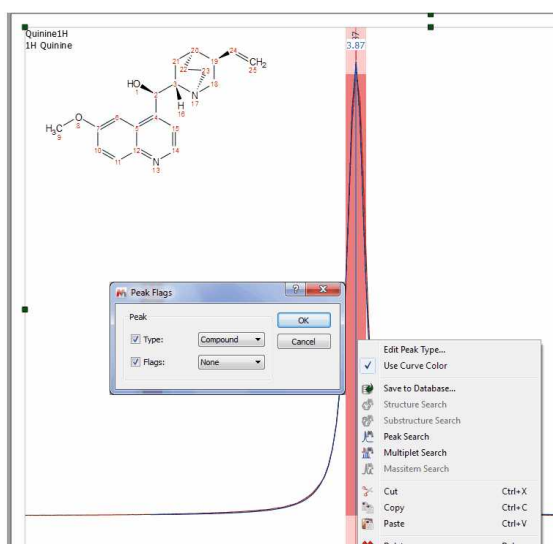 Quinine1H
1H Quinine
97
3.87
20
21
24
22
23
19
25
CH2
HO
1
2
3
N
17
18
H
16
O
8
H3C
9
6
7
5
4
15
10
11
12
N
13
14
Peak Flags
Peak
Type:
Compound
Flags:
None
OK
Cancel
Edit Peak Type...
Use Curve Color
Save to Database...
Structure Search
Substructure Search
Peak Search
Multiplet Search
Massitem Search
Cut Ctrl+X
Copy Ctrl+C
Paste Ctrl+V